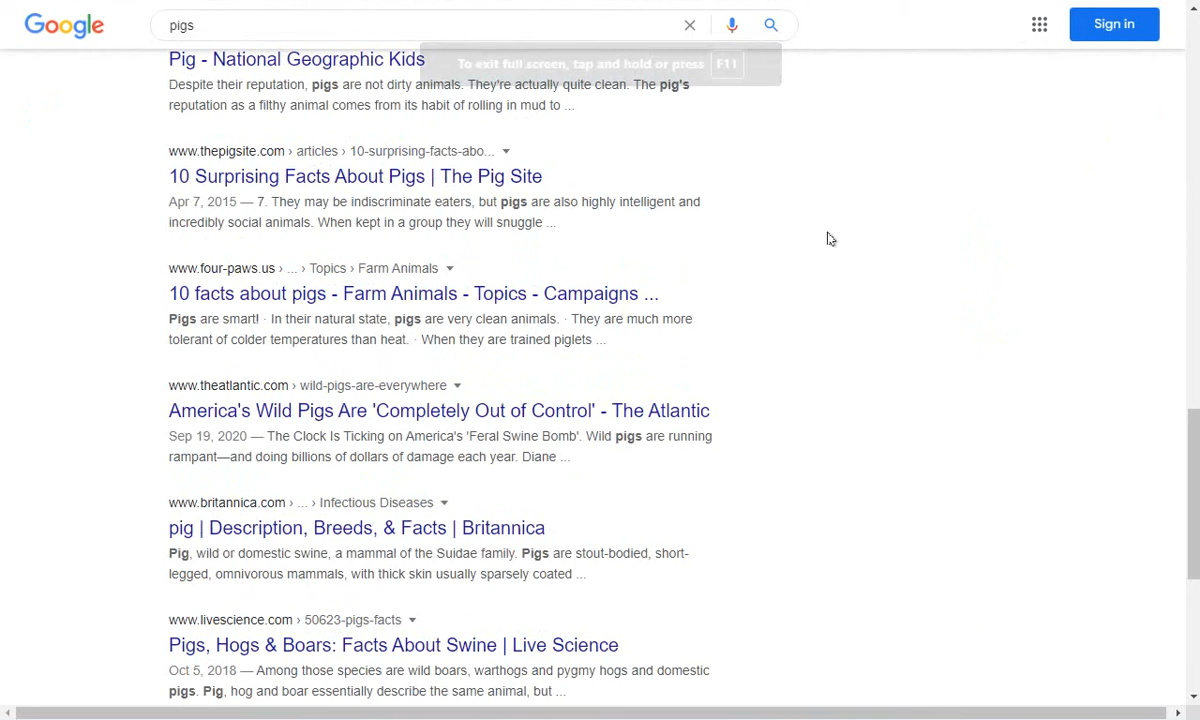 Google
pigs
Sign in
To exit full screen, tap and hold or press F11
Pig - National Geographic Kids
Despite their reputation, pigs are not dirty animals. They're actually quite clean. The pig's
reputation as a filthy animal comes from its habit of rolling in mud to ...
www.thepigsite.com › articles › 10-surprising-facts-abo...
10 Surprising Facts About Pigs | The Pig Site
Apr 7, 2015 — 7. They may be indiscriminate eaters, but pigs are also highly intelligent and
incredibly social animals. When kept in a group they will snuggle ...
www.four-paws.us › ... › Topics › Farm Animals
10 facts about pigs - Farm Animals - Topics - Campaigns ...
Pigs are smart! · In their natural state, pigs are very clean animals. · They are much more
tolerant of colder temperatures than heat. · When they are trained piglets ...
www.theatlantic.com › wild-pigs-are-everywhere
America's Wild Pigs Are 'Completely Out of Control' - The Atlantic
Sep 19, 2020 — The Clock Is Ticking on America's 'Feral Swine Bomb'. Wild pigs are running
rampant—and doing billions of dollars of damage each year. Diane ...
www.britannica.com › ... › Infectious Diseases
pig | Description, Breeds, & Facts | Britannica
Pig, wild or domestic swine, a mammal of the Suidae family. Pigs are stout-bodied, short-
legged, omnivorous mammals, with thick skin usually sparsely coated ...
www.livescience.com › 50623-pigs-facts
Pigs, Hogs & Boars: Facts About Swine | Live Science
Oct 5, 2018 — Among those species are wild boars, warthogs and pygmy hogs and domestic
pigs. Pig, hog and boar essentially describe the same animal, but ...